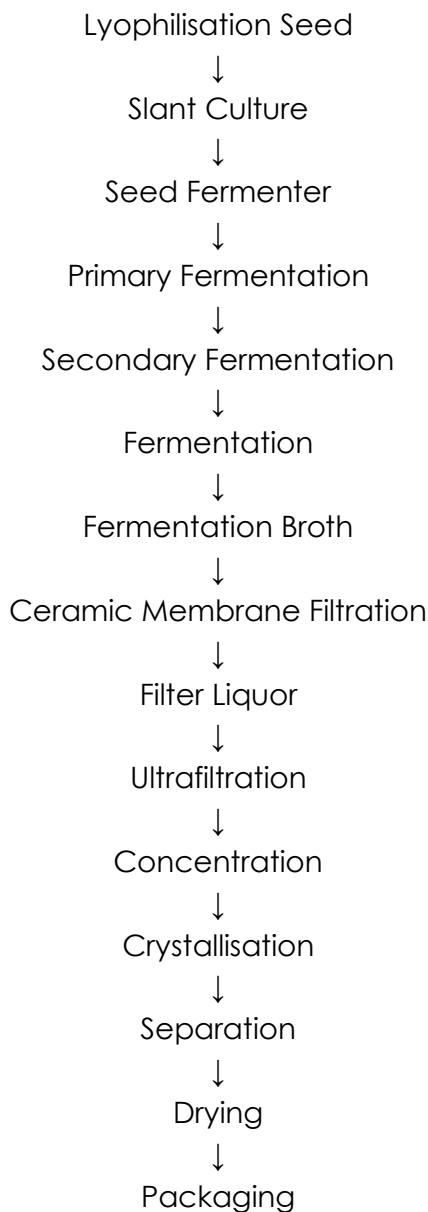 Lyophilisation Seed
↓
Slant Culture
↓
Seed Fermenter
↓
Primary Fermentation
↓
Secondary Fermentation
↓
Fermentation
↓
Fermentation Broth
↓
Ceramic Membrane Filtration
↓
Filter Liquor
↓
Ultrafiltration
↓
Concentration
↓
Crystallisation
↓
Separation
↓
Drying
↓
Packaging